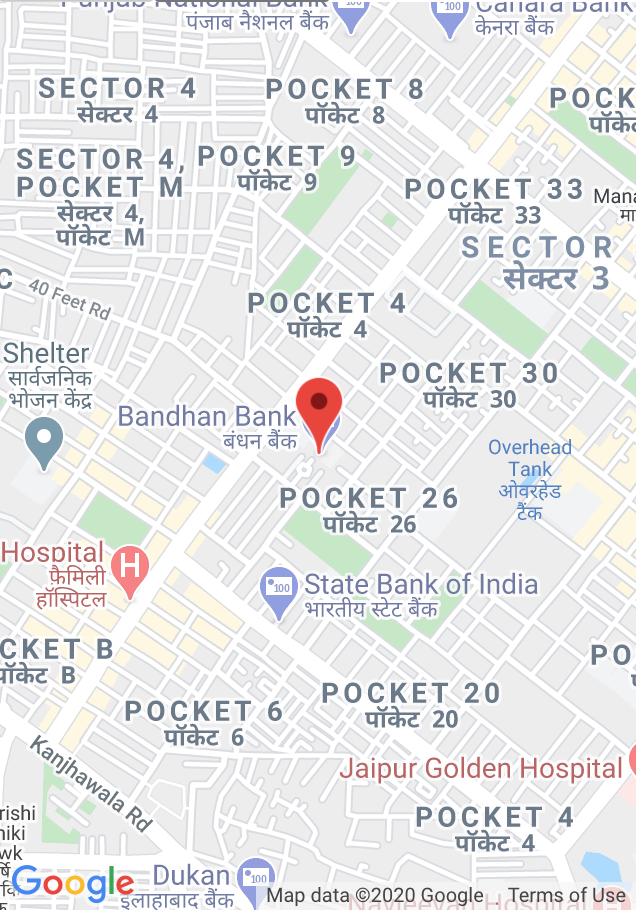 Punjab National Bank
पंजाब नैशनल बैंक
Canara Bank
केनरा बैंक
SECTOR 4
सेक्टर 4
POCKET 8
पॉकेट 8
POCK
पॉके
SECTOR 4,
POCKET M
सेक्टर 4,
पॉकेट M
POCKET 9
पॉकेट 9
POCKET 33
पॉकेट 33
Mana
मा
SECTOR
सेक्टर 3
C
40 Feet Rd
POCKET 4
पॉकेट 4
Shelter
सार्वजनिक
भोजन केंद्र
POCKET 30
पॉकेट 30
Bandhan Bank
बंधन बैंक
Overhead
Tank
ओवरहेड
टैंक
POCKET 26
पॉकेट 26
Hospital
फ़ैमिली
हॉस्पिटल
H
100
State Bank of India
भारतीय स्टेट बैंक
CKET B
पॉकेट B
PO
POCKET 20
पॉकेट 20
POCKET 6
पॉकेट 6
Kanjhawala Rd
Jaipur Golden Hospital
POCKET 4
पॉकेट 4
rishi
niki
wk
Dukan
इलाहाबाद बैंक
100
Google
Map data ©2020 Google
Terms of Use